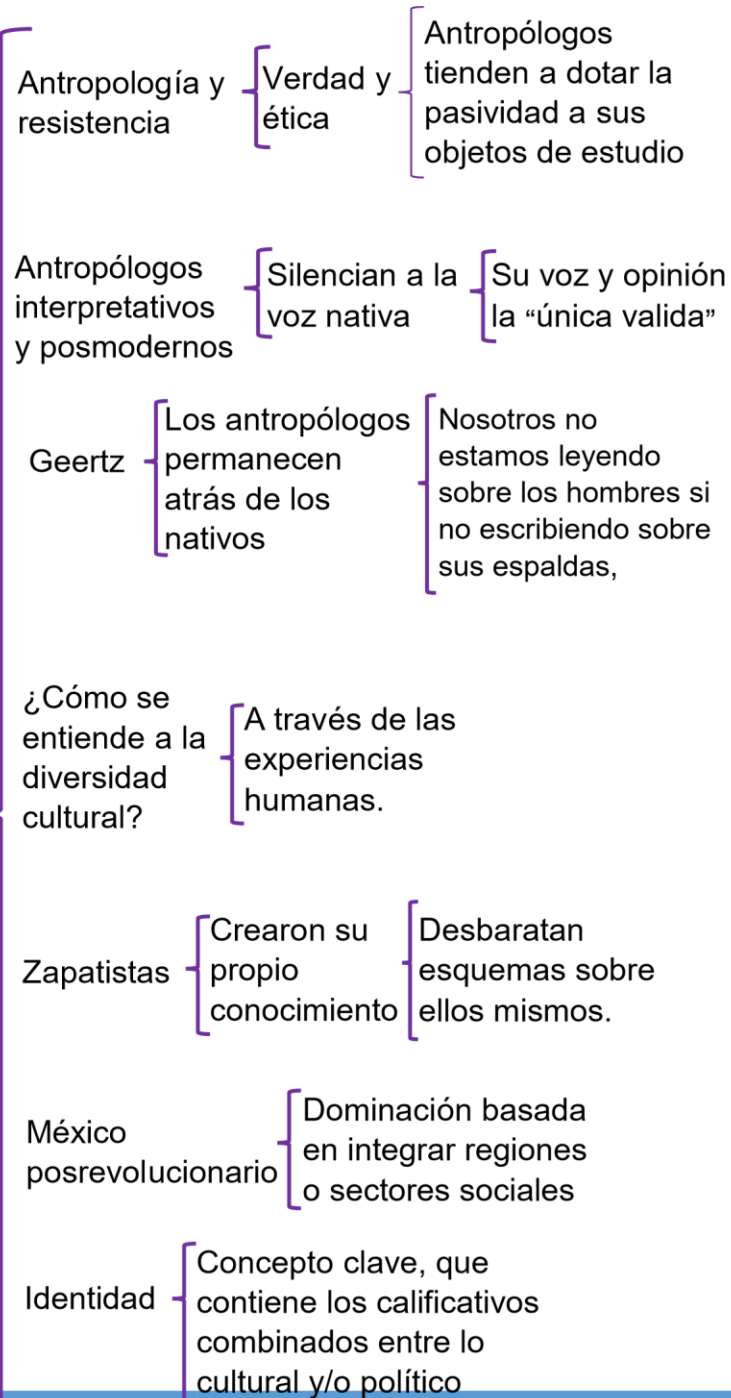 Antropología y
resistencia
Verdad y
ética
Antropólogos
tienden a dotar la
pasividad a sus
objetos de estudio
Antropólogos
interpretativos
y posmodernos
Silencian a la
voz nativa
Su voz y opinión
la “única valida”
Geertz
Los antropólogos
permanecen
atrás de los
nativos
Nosotros no
estamos leyendo
sobre los hombres si
no escribiendo sobre
sus espaldas,
¿Cómo se
entiende a la
diversidad
cultural?
A través de las
experiencias
humanas.
Zapatistas
Crearon su
propio
conocimiento
Desbaratan
esquemas sobre
ellos mismos.
México
posrevolucionario
Dominación basada
en integrar regiones
o sectores sociales
Identidad
Concepto clave, que
contiene los calificativos
combinados entre lo
cultural y/o político